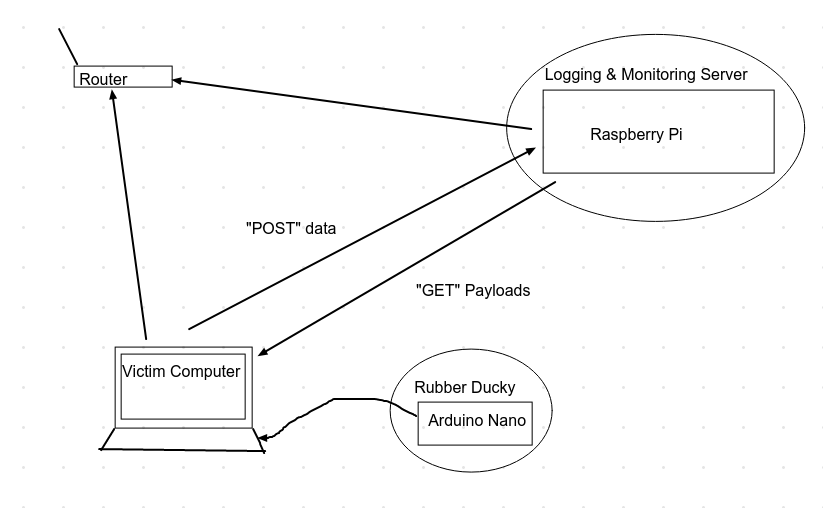 Router
Logging & Monitoring Server
Raspberry Pi
"POST" data
"GET" Payloads
Victim Computer
Rubber Ducky
Arduino Nano